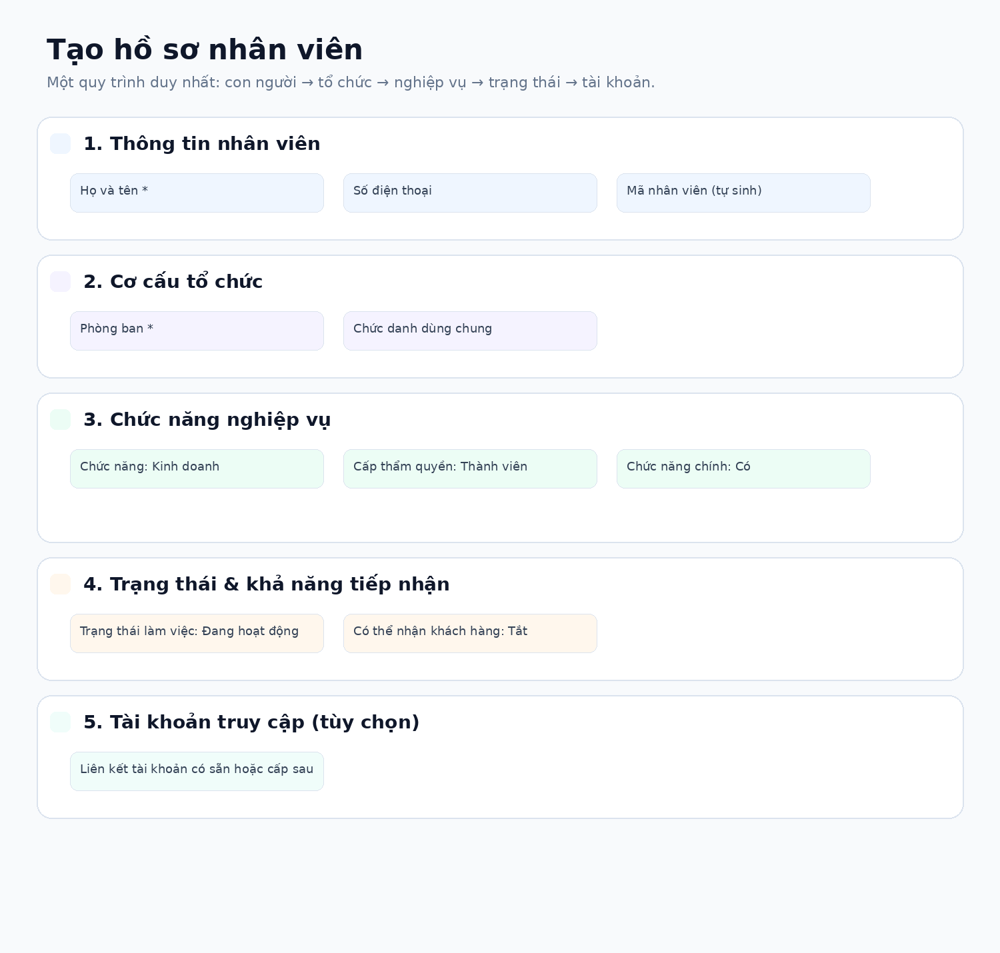 Tạo hồ sơ nhân viên
Một quy trình duy nhất: con người → tổ chức → nghiệp vụ → trạng thái → tài khoản.
1. Thông tin nhân viên
Họ và tên *
Số điện thoại
Mã nhân viên (tự sinh)
2. Cơ cấu tổ chức
Phòng ban *
Chức danh dùng chung
3. Chức năng nghiệp vụ
Chức năng: Kinh doanh
Cấp thẩm quyền: Thành viên
Chức năng chính: Có
4. Trạng thái & khả năng tiếp nhận
Trạng thái làm việc: Đang hoạt động
Có thể nhận khách hàng: Tắt
5. Tài khoản truy cập (tùy chọn)
Liên kết tài khoản có sẵn hoặc cấp sau